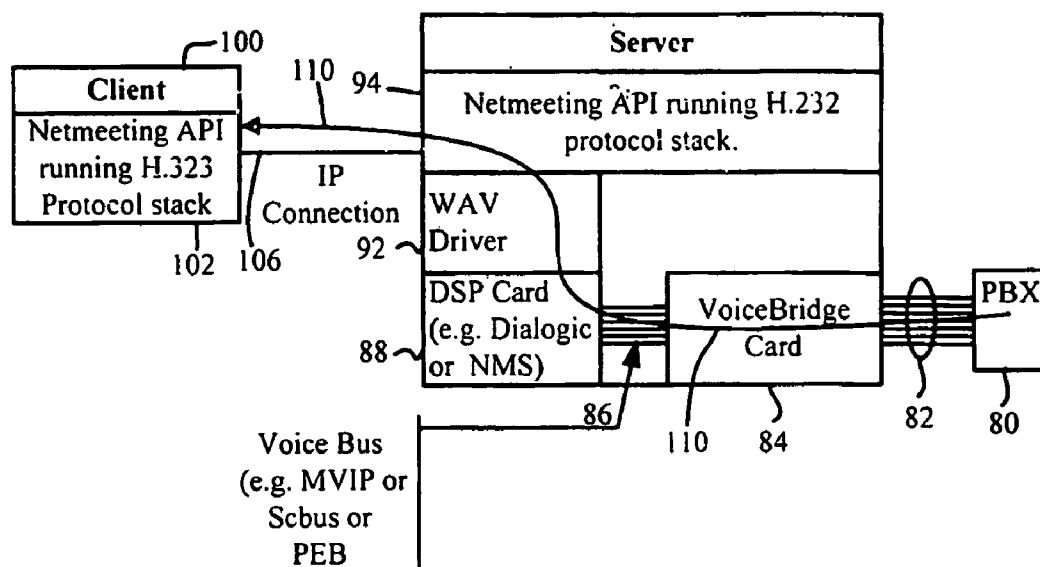 100
Client
Netmeeting API
running H.323
Protocol stack
102
106
110
IP
Connection
94
Server
Netmeeting API running H.232
protocol stack.
92
WAV
Driver
88
DSP Card
(e.g. Dialogic
or NMS)
86
VoiceBridge
Card
110
84
82
PBX
80
Voice Bus
(e.g. MVIP or
Scbus or
PEB